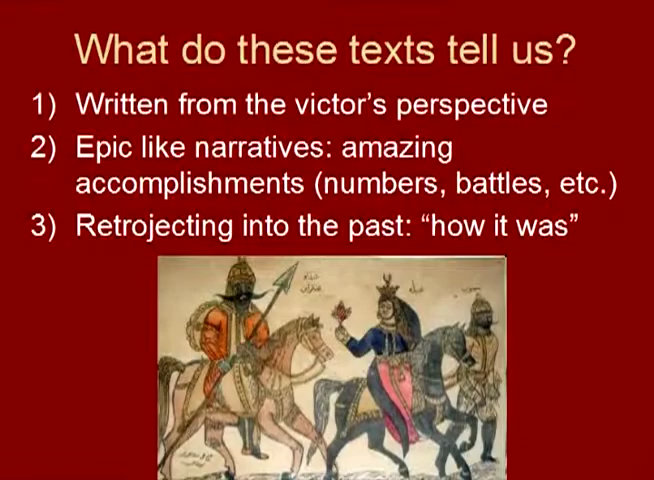 What do these texts tell us?
1) Written from the victor's perspective
2) Epic like narratives: amazing
accomplishments (numbers, battles, etc.)
3) Retrojecting into the past: “how it was”
عبله